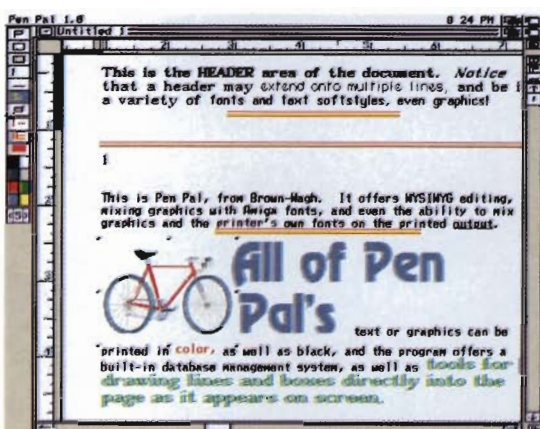 Pen Pal 1.0
8 24 PM
Untitled 1
This is the HEADER area of the document. Notice
that a header may extend onto multiple lines, and be i
a variety of fonts and text softstyles, even graphics!
1
This is Pen Pal, from Brown-Wagh. It offers WYSIWYG editing,
mixing graphics with Amiga fonts, and even the ability to mix
graphics and the printer's own fonts on the printed output.
All of Pen
Pal's
text or graphics can be
printed in color, as well as black, and the program offers a
built-in database management system, as well as tools for
drawing lines and boxes directly into the
page as it appears on screen.